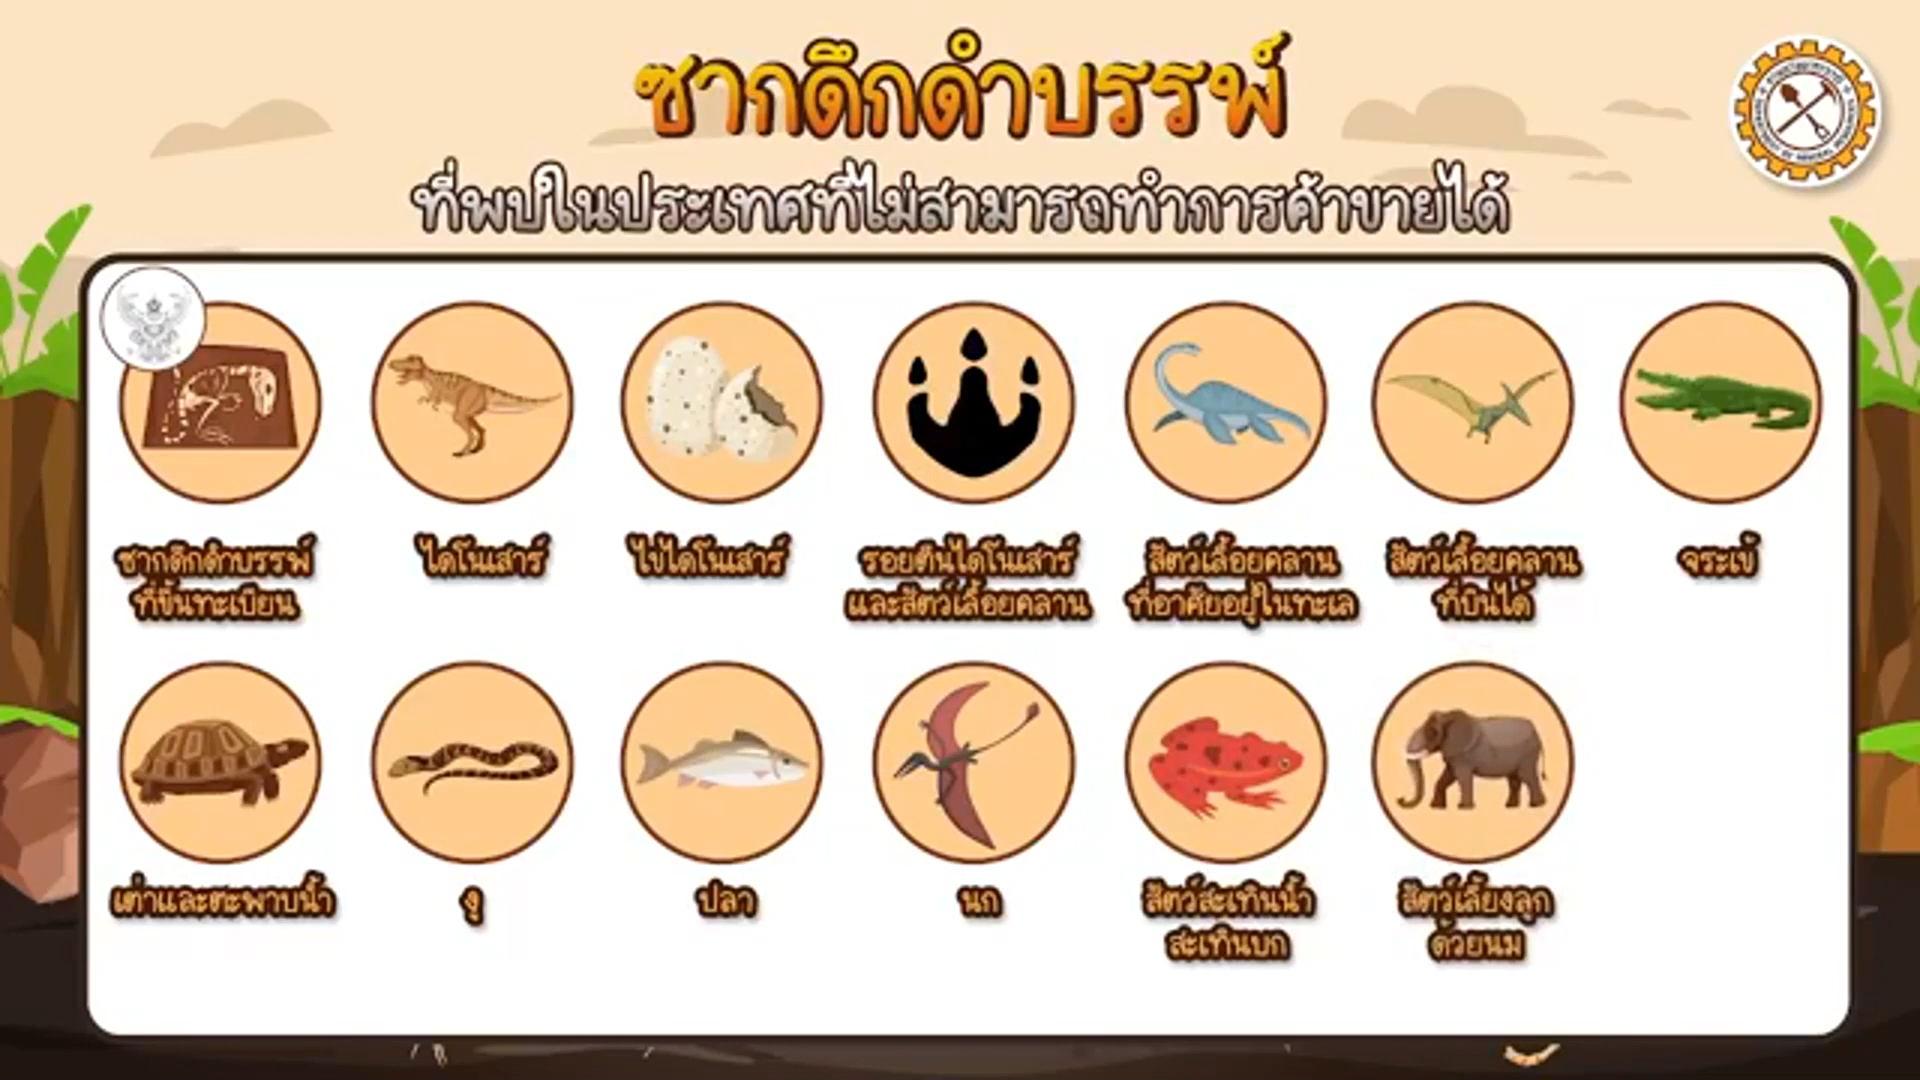 ซากดึกดำบรรพ์
ที่พบในประเทศที่ไม่สามารถทำการค้าขายได้
ซากดึกดำบรรพ์
ที่ขึ้นทะเบียน
ไดโนเสาร์
ไข่ไดโนเสาร์
รอยตีนไดโนเสาร์
และสัตว์เลื้อยคลาน
สัตว์เลื้อยคลาน
ที่อาศัยอยู่ในทะเล
สัตว์เลื้อยคลาน
ที่บินได้
จระเข้
เต่าและตะพาบน้ำ
งู
ปลา
นก
สัตว์สะเทินน้ำ
สะเทินบก
สัตว์เลี้ยงลูก
ด้วยนม